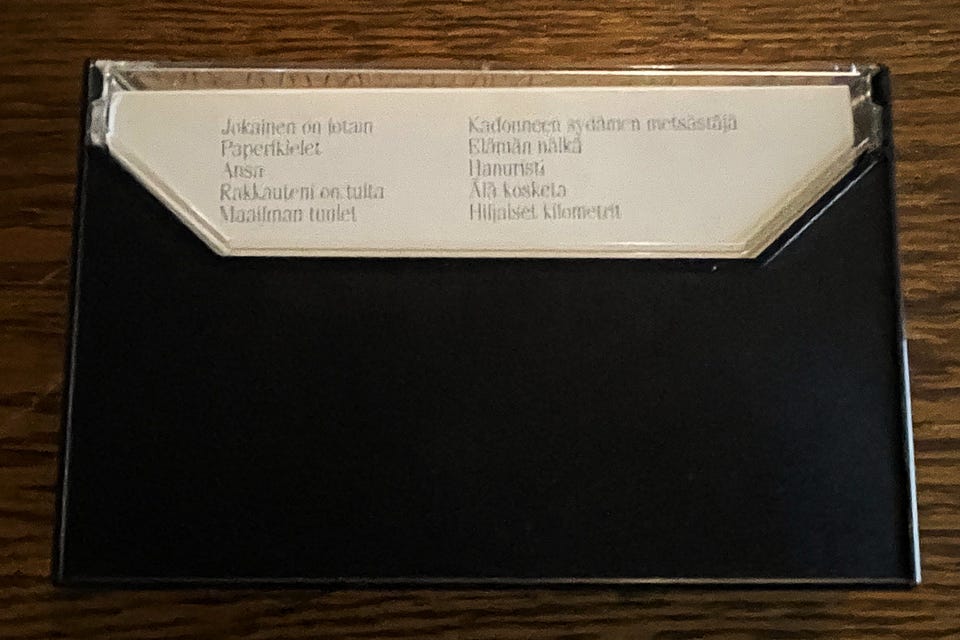 Jokainen on jotain
Paperikielet
Ansa
Rakkauteni on tulta
Maailman tuulet
Kadonneen sydämen metsästäjä
Elämän nälkä
Hanuristi
Älä kosketa
Hiljaiset kilometrit